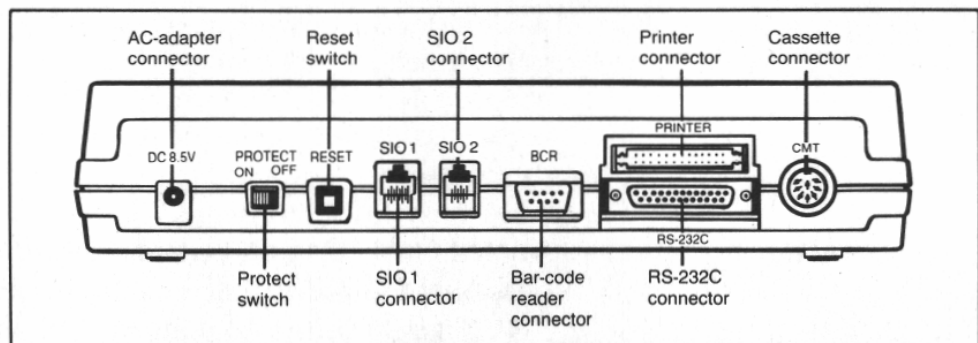 AC-adapter
connector
Reset
switch
SIO 2
connector
Printer
connector
Cassette
connector
DC 8.5V
PROTECT
ON OFF
RESET
SIO 1
SIO 2
BCR
PRINTER
CMT
RS-232C
Protect
switch
SIO 1
connector
Bar-code
reader
connector
RS-232C
connector